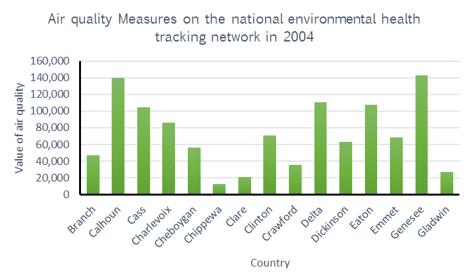 Air quality Measures on the national environmental health
tracking network in 2004
Value of air quality
160,000
140,000
120,000
100,000
80,000
60,000
40,000
20,000
0
Branch
Calhoun
Cass
Charlevoix
Cheboygan
Chippewa
Clare
Clinton
Crawford
Delta
Dickinson
Eaton
Emmet
Genesee
Gladwin
Country